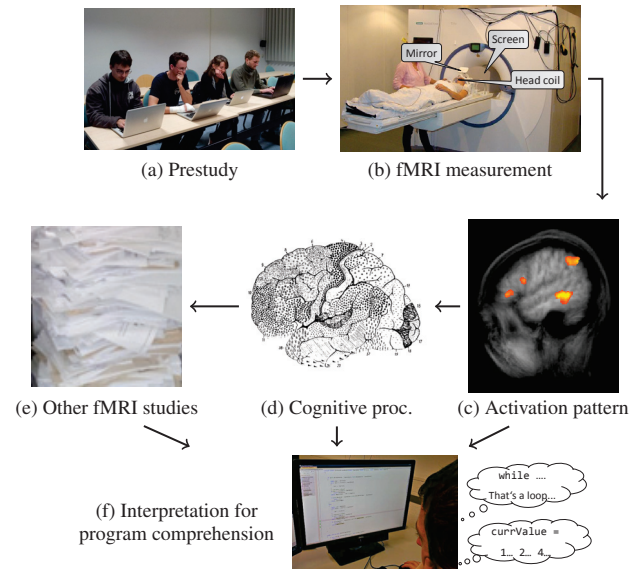 Mirror
Screen
Head coil
(a) Prestudy
(b) fMRI measurement
(e) Other fMRI studies
(d) Cognitive proc.
(c) Activation pattern
(f) Interpretation for
program comprehension
while ....
That's a loop...
currValue =
1... 2... 4...